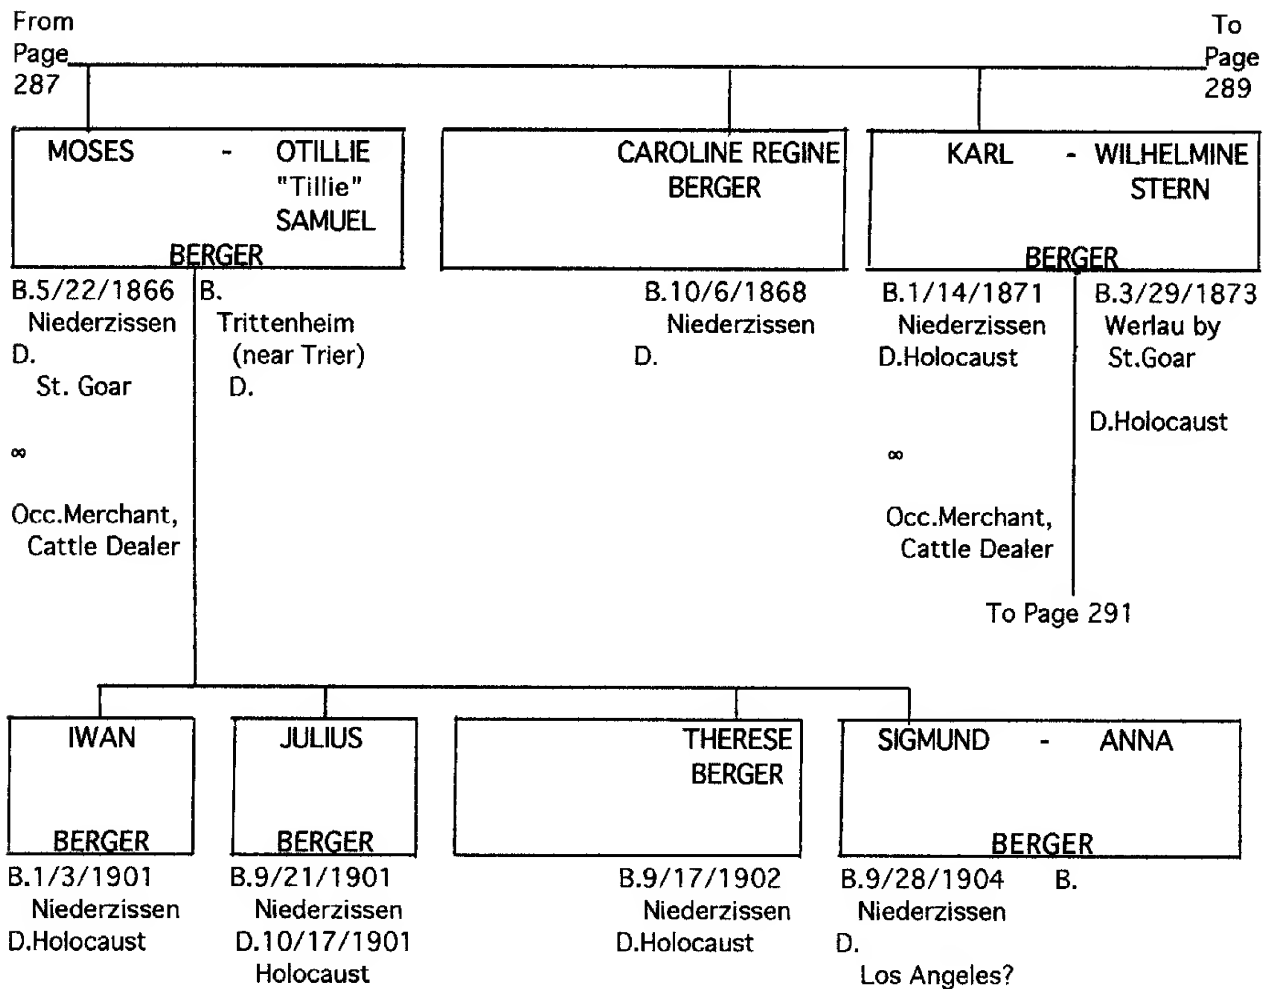 From
Page
287
To
Page
289
MOSES - OTILLIE
"Tillie"
SAMUEL
BERGER
B.5/22/1866
Niederzissen
D.
St. Goar
∞
Occ.Merchant,
Cattle Dealer
B.
Trittenheim
(near Trier)
D.
CAROLINE REGINE
BERGER
B.10/6/1868
Niederzissen
D.
KARL - WILHELMINE
STERN
BERGER
B.1/14/1871
Niederzissen
D.Holocaust
∞
Occ.Merchant,
Cattle Dealer
B.3/29/1873
Werlau by
St.Goar
D.Holocaust
To Page 291
IWAN
BERGER
B.1/3/1901
Niederzissen
D.Holocaust
JULIUS
BERGER
B.9/21/1901
Niederzissen
D.10/17/1901
Holocaust
THERESE
BERGER
B.9/17/1902
Niederzissen
D.Holocaust
SIGMUND - ANNA
BERGER
B.9/28/1904
Niederzissen
D.
Los Angeles?
B.